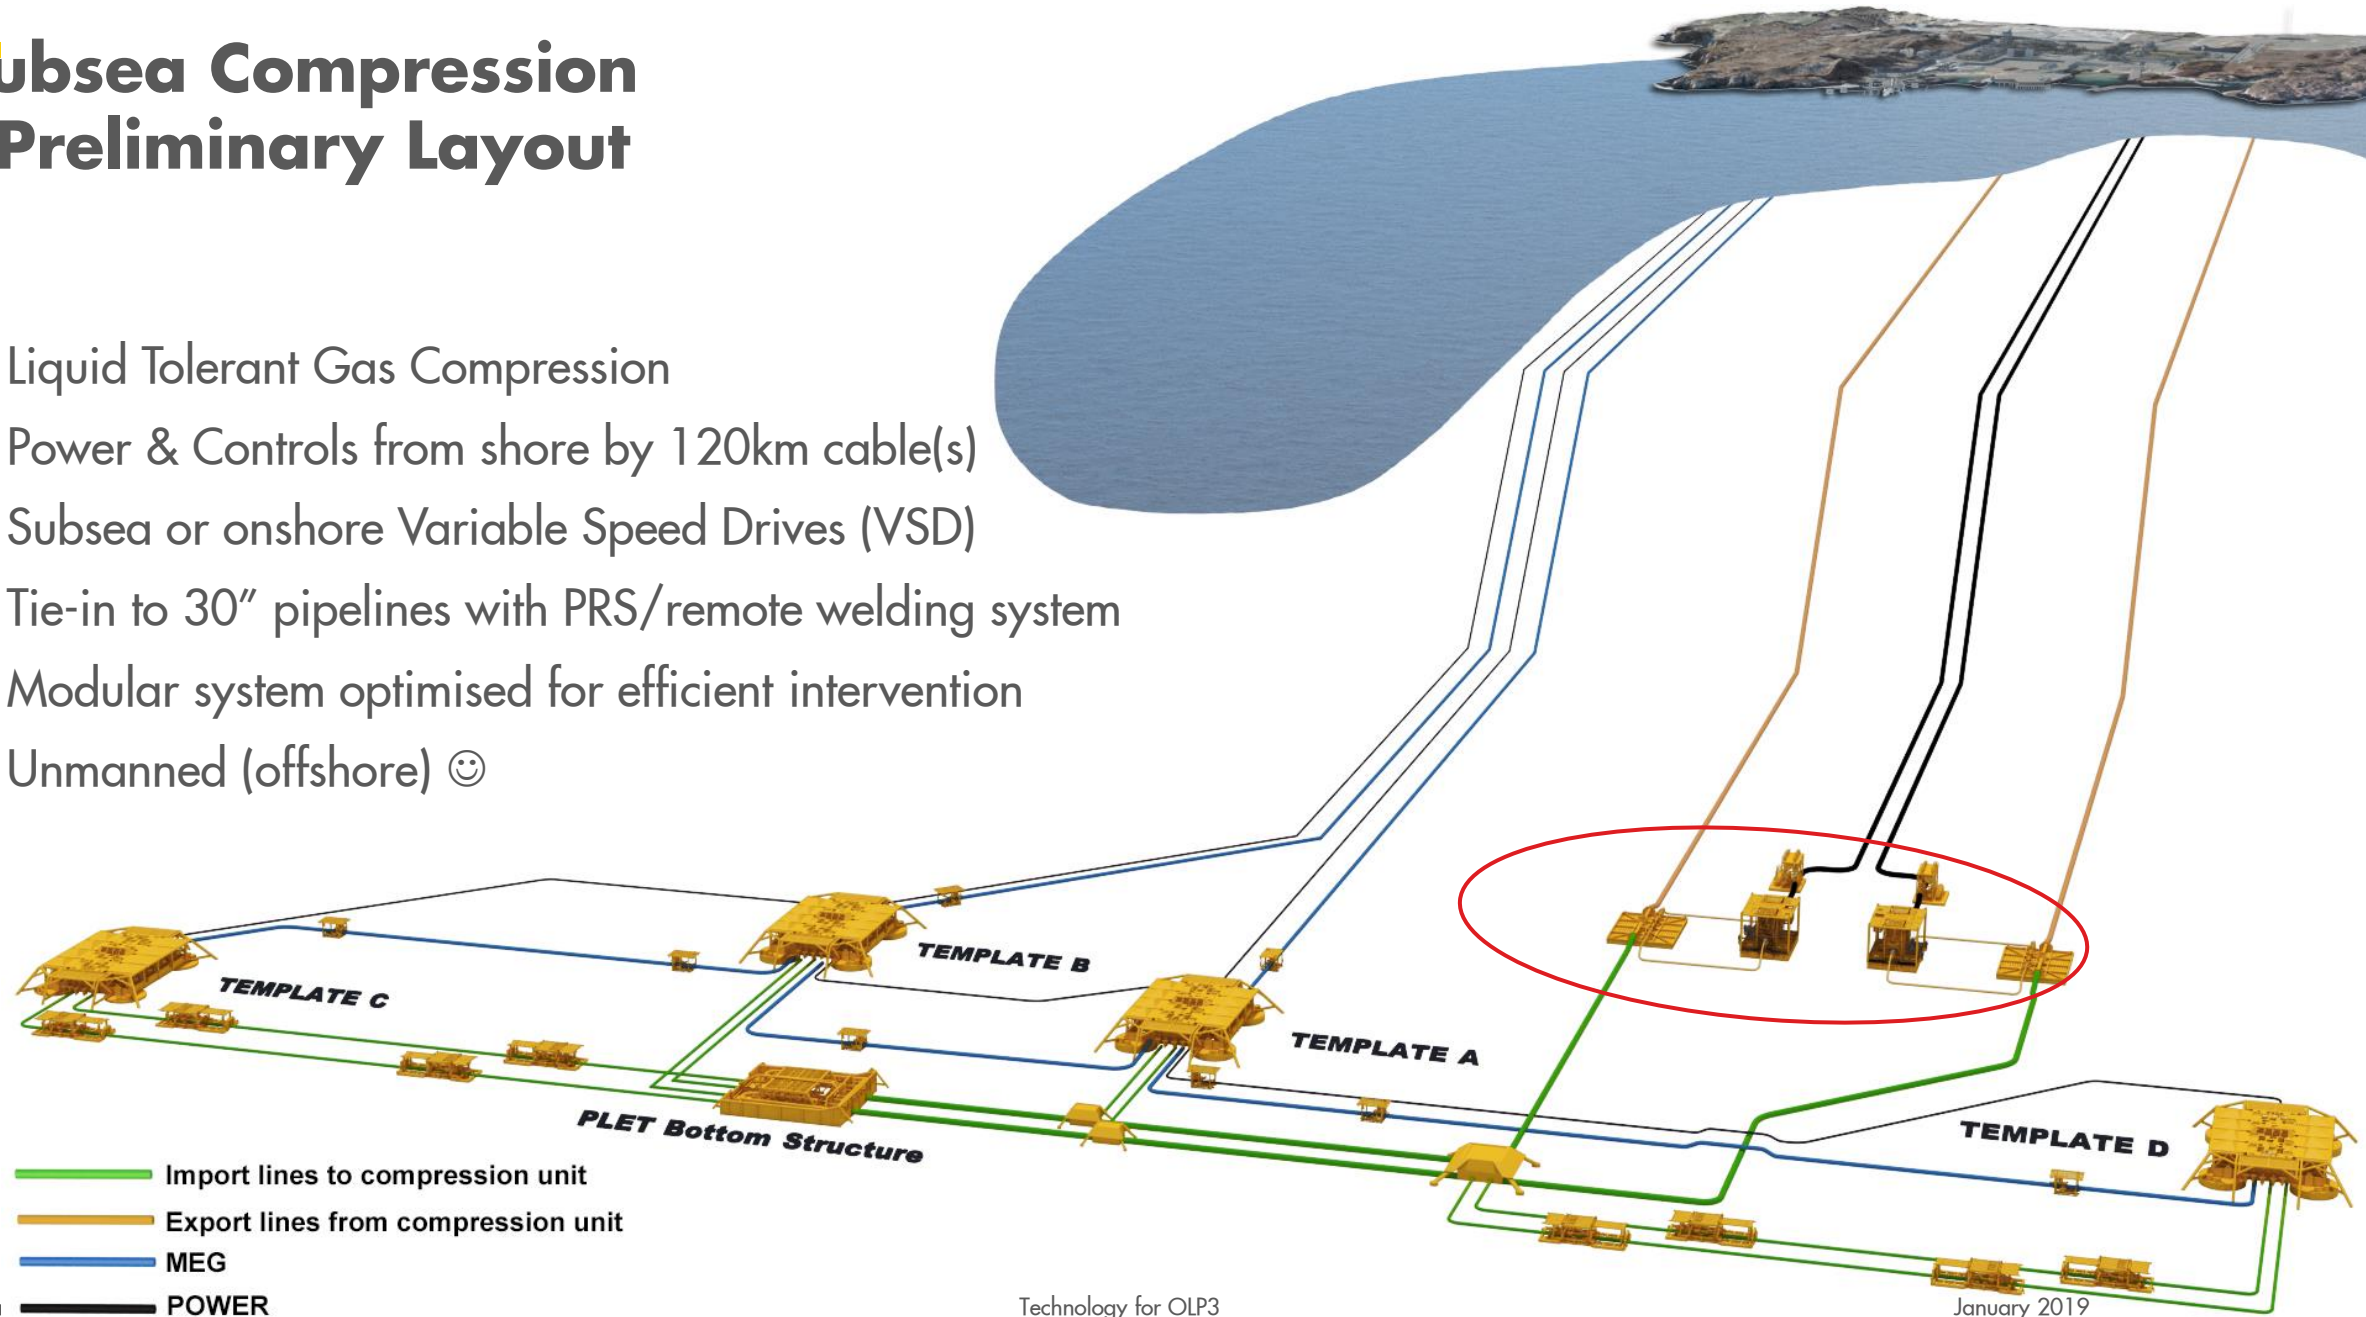 ubsea Compression
Preliminary Layout
Liquid Tolerant Gas Compression
Power & Controls from shore by 120km cable(s)
Subsea or onshore Variable Speed Drives (VSD)
Tie-in to 30” pipelines with PRS/remote welding system
Modular system optimised for efficient intervention
Unmanned (offshore) ☺
TEMPLATE B
TEMPLATE C
TEMPLATE A
TEMPLATE D
PLET Bottom Structure
Import lines to compression unit
Export lines from compression unit
MEG
POWER
Technology for OLP3
January 2019